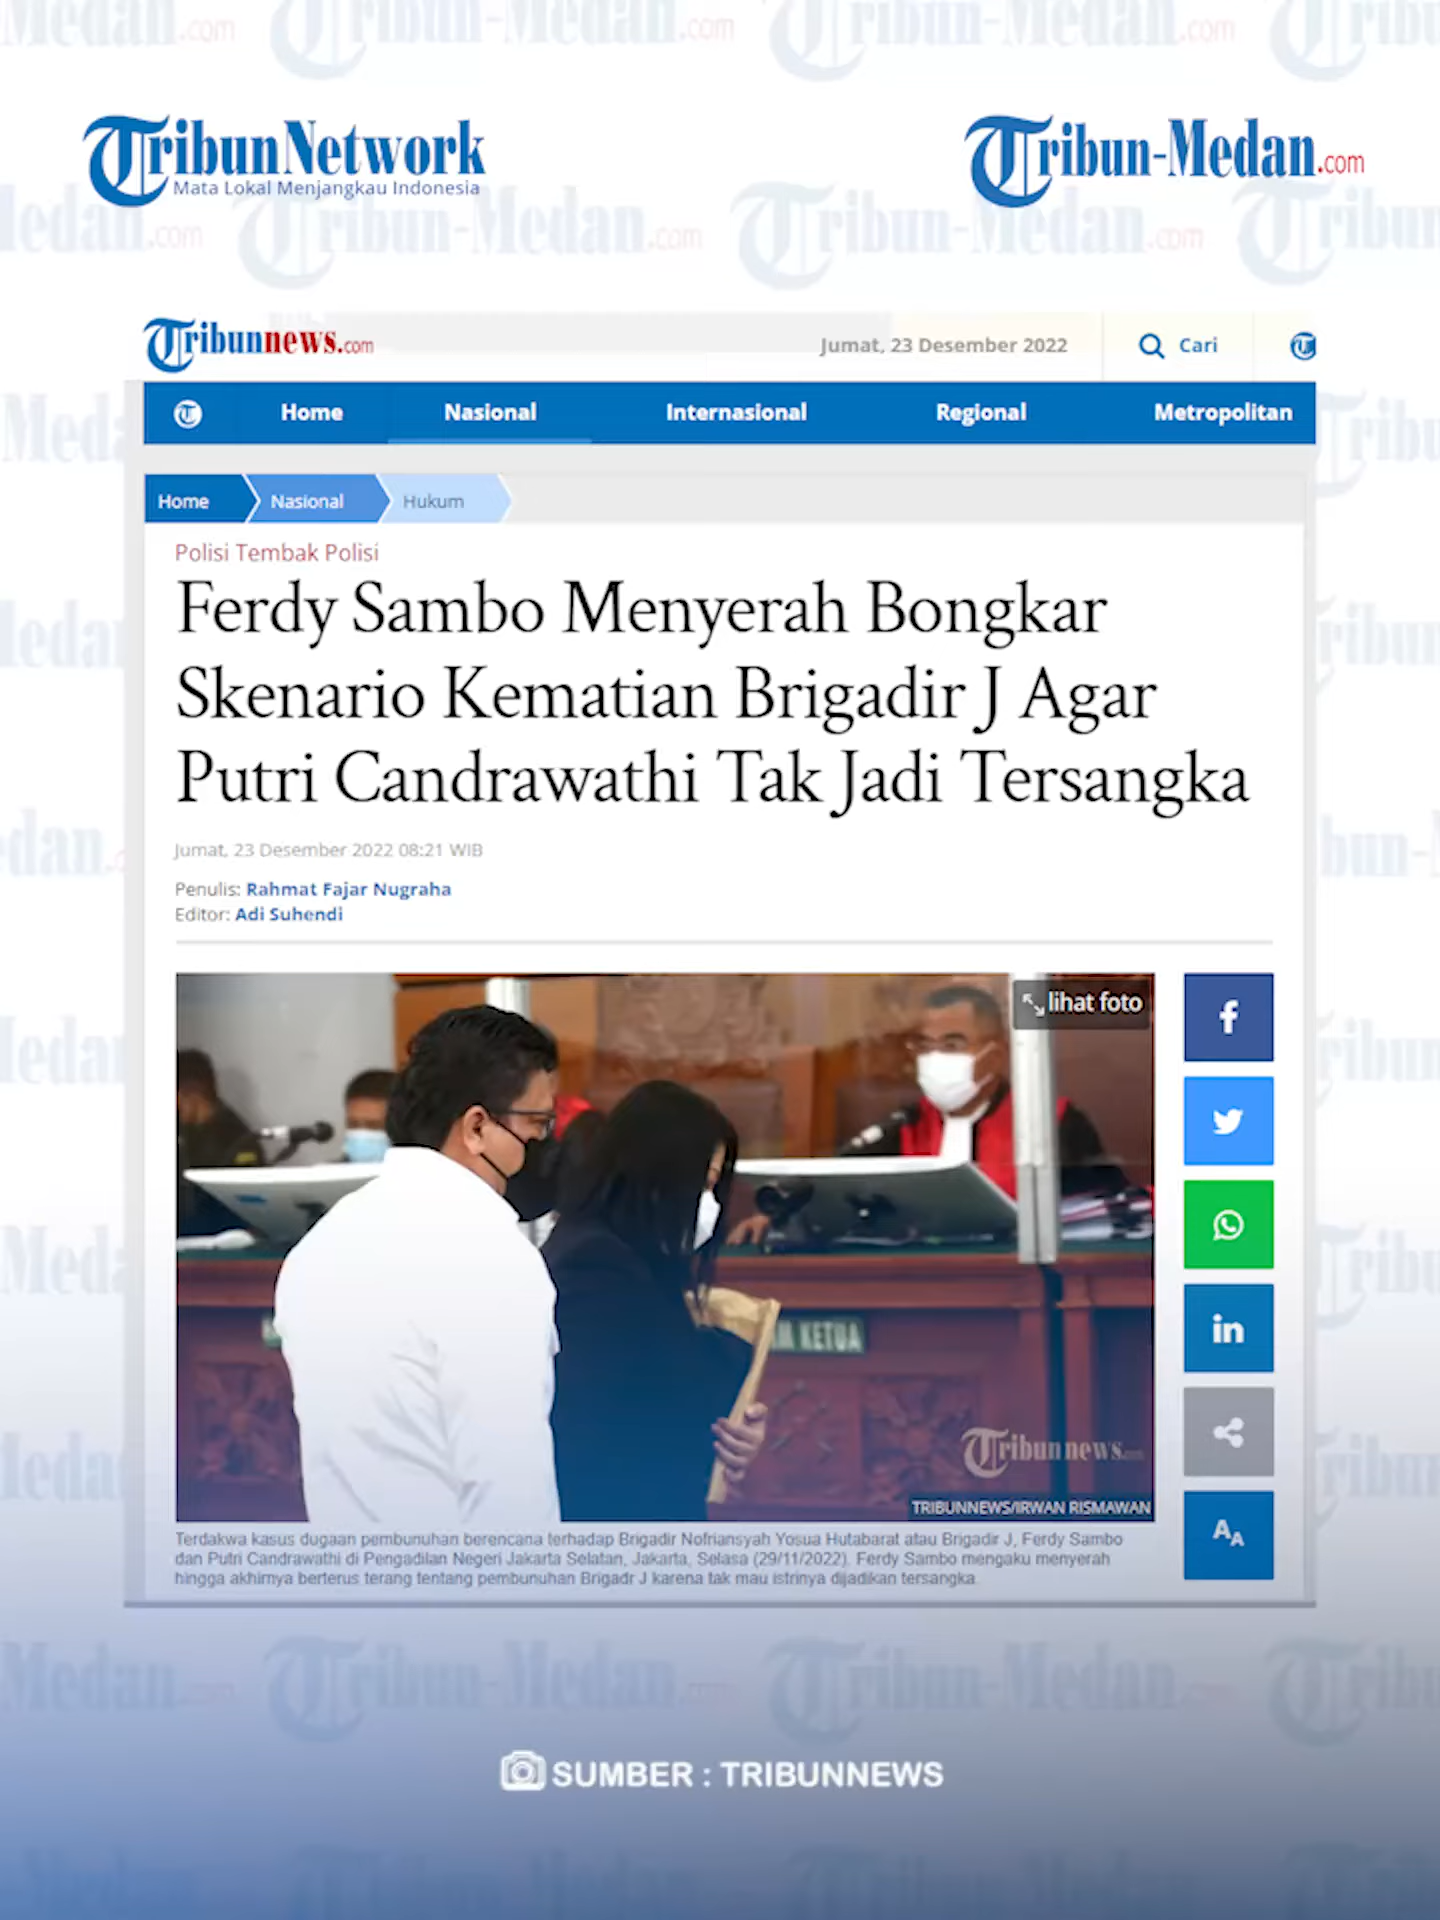 Tribun Network
Mata Lokal Menjangkau Indonesia
Tribun-Medan.com
Tribunnews.com
Jumat, 23 Desember 2022
Cari
Home
Nasional
Internasional
Regional
Metropolitan
Home
Nasional
Hukum
Polisi Tembak Polisi
Ferdy Sambo Menyerah Bongkar
Skenario Kematian Brigadir J Agar
Putri Candrawathi Tak Jadi Tersangka
Jumat, 23 Desember 2022 08:21 WIB
Penulis: Rahmat Fajar Nugraha
Editor: Adi Suhendi
lihat foto
KETUA
Tribunnews.com
TRIBUNNEWS/IRWAN RISMAWAN
Terdakwa kasus dugaan pembunuhan berencana terhadap Brigadir Nofriansyah Yosua Hutabarat atau Brigadir J, Ferdy Sambo
dan Putri Candrawathi di Pengadilan Negeri Jakarta Selatan, Jakarta, Selasa (29/11/2022). Ferdy Sambo mengaku menyerah
hingga akhirnya berterus terang tentang pembunuhan Brigadr J karena tak mau istrinya dijadikan tersangka.
SUMBER : TRIBUNNEWS